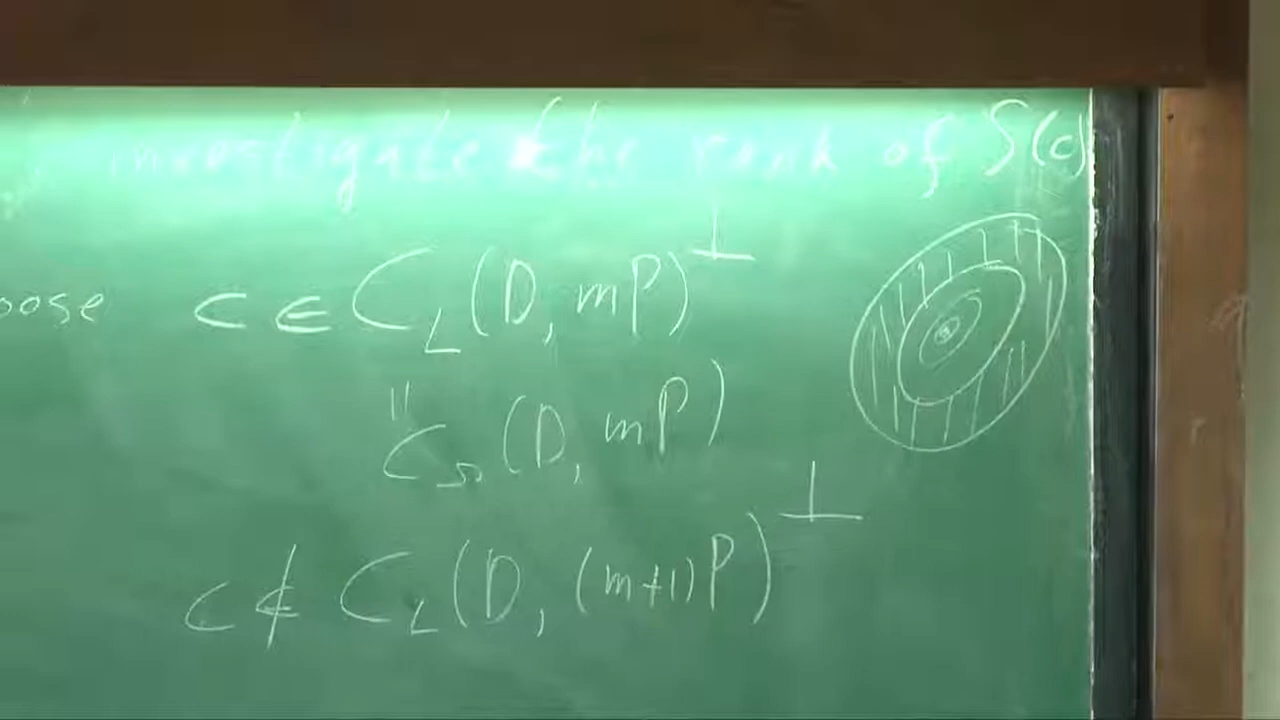 investigate the rank of S(c)
oose c ∈ C_L(D, mP)^⊥
"
C_Ω(D, mP)
c ∉ C_L(D, (m+1)P)^⊥